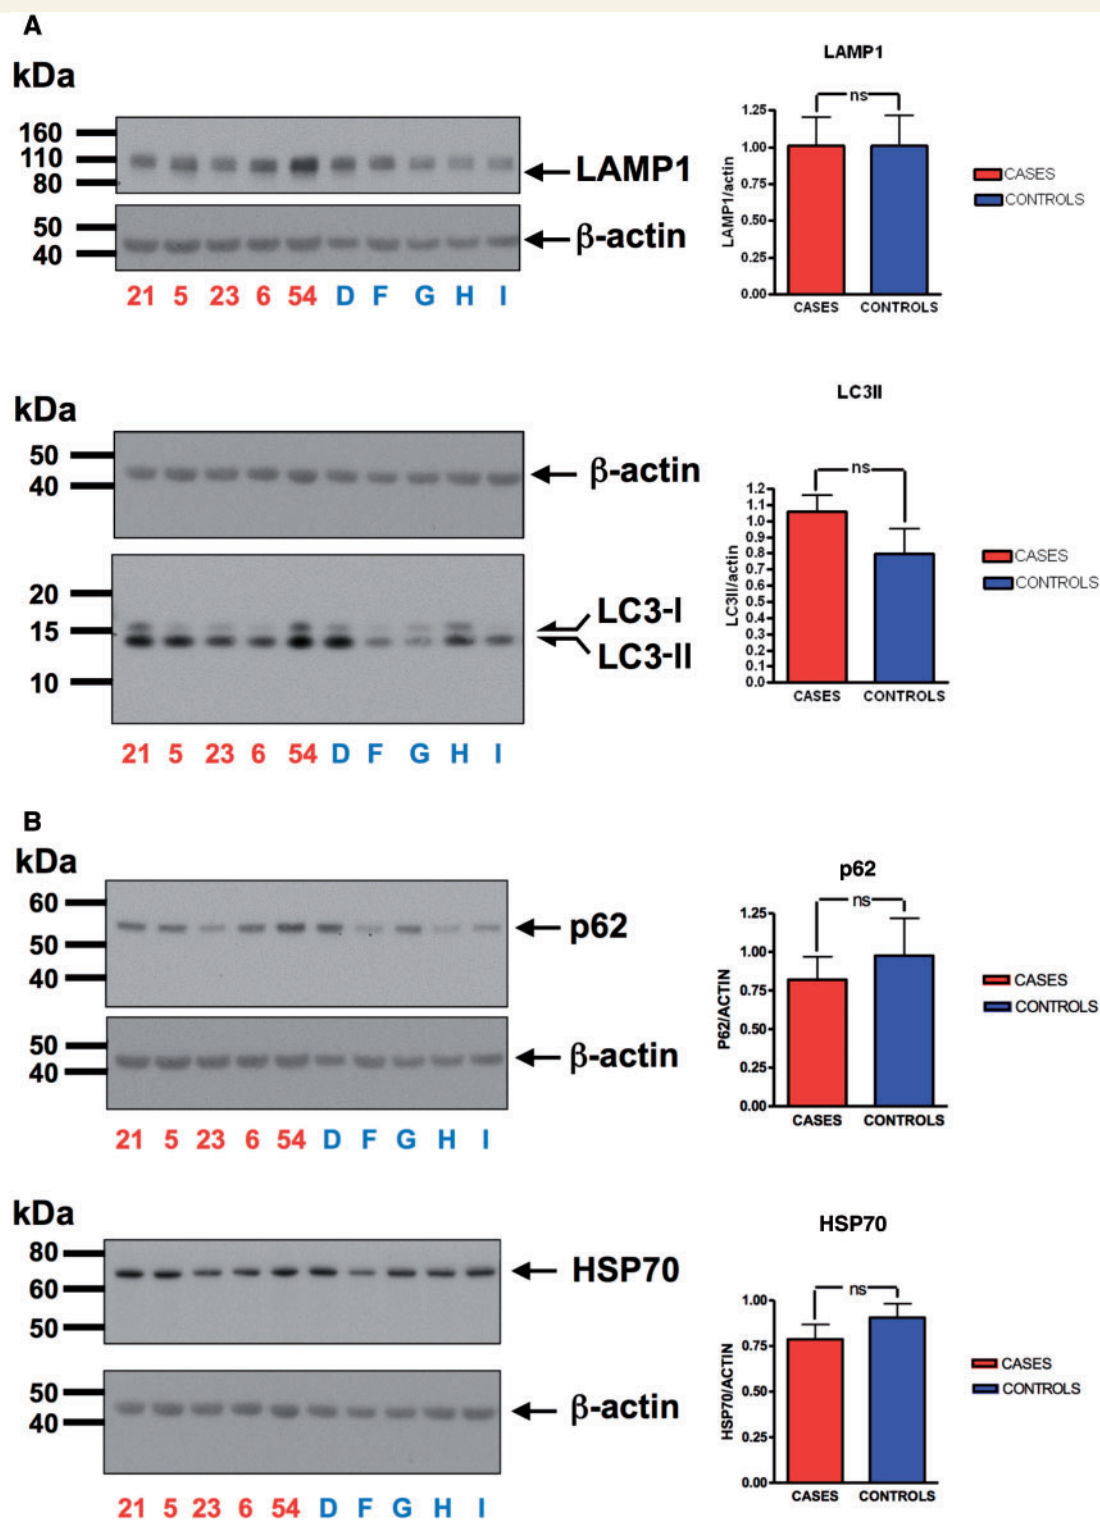 A
kDa
160
110
80
LAMP1
50
40
β-actin
21 5 23 6 54 D F G H I
LAMP1
ns
1.25
1.00
0.75
0.50
0.25
0.00
LAMP1/actin
CASES CONTROLS
CASES
CONTROLS
kDa
50
40
β-actin
20
15
10
LC3-I
LC3-II
21 5 23 6 54 D F G H I
LC3II
ns
1.2
1.1
1.0
0.9
0.8
0.7
0.6
0.5
0.4
0.3
0.2
0.1
0.0
LC3II/actin
CASES CONTROLS
CASES
CONTROLS
B
kDa
60
50
40
p62
50
40
β-actin
21 5 23 6 54 D F G H I
p62
ns
1.25
1.00
0.75
0.50
0.25
0.00
P62/ACTIN
CASES CONTROLS
CASES
CONTROLS
kDa
80
60
50
HSP70
50
40
β-actin
21 5 23 6 54 D F G H I
HSP70
ns
1.00
0.75
0.50
0.25
0.00
HSP70/ACTIN
CASES CONTROLS
CASES
CONTROLS